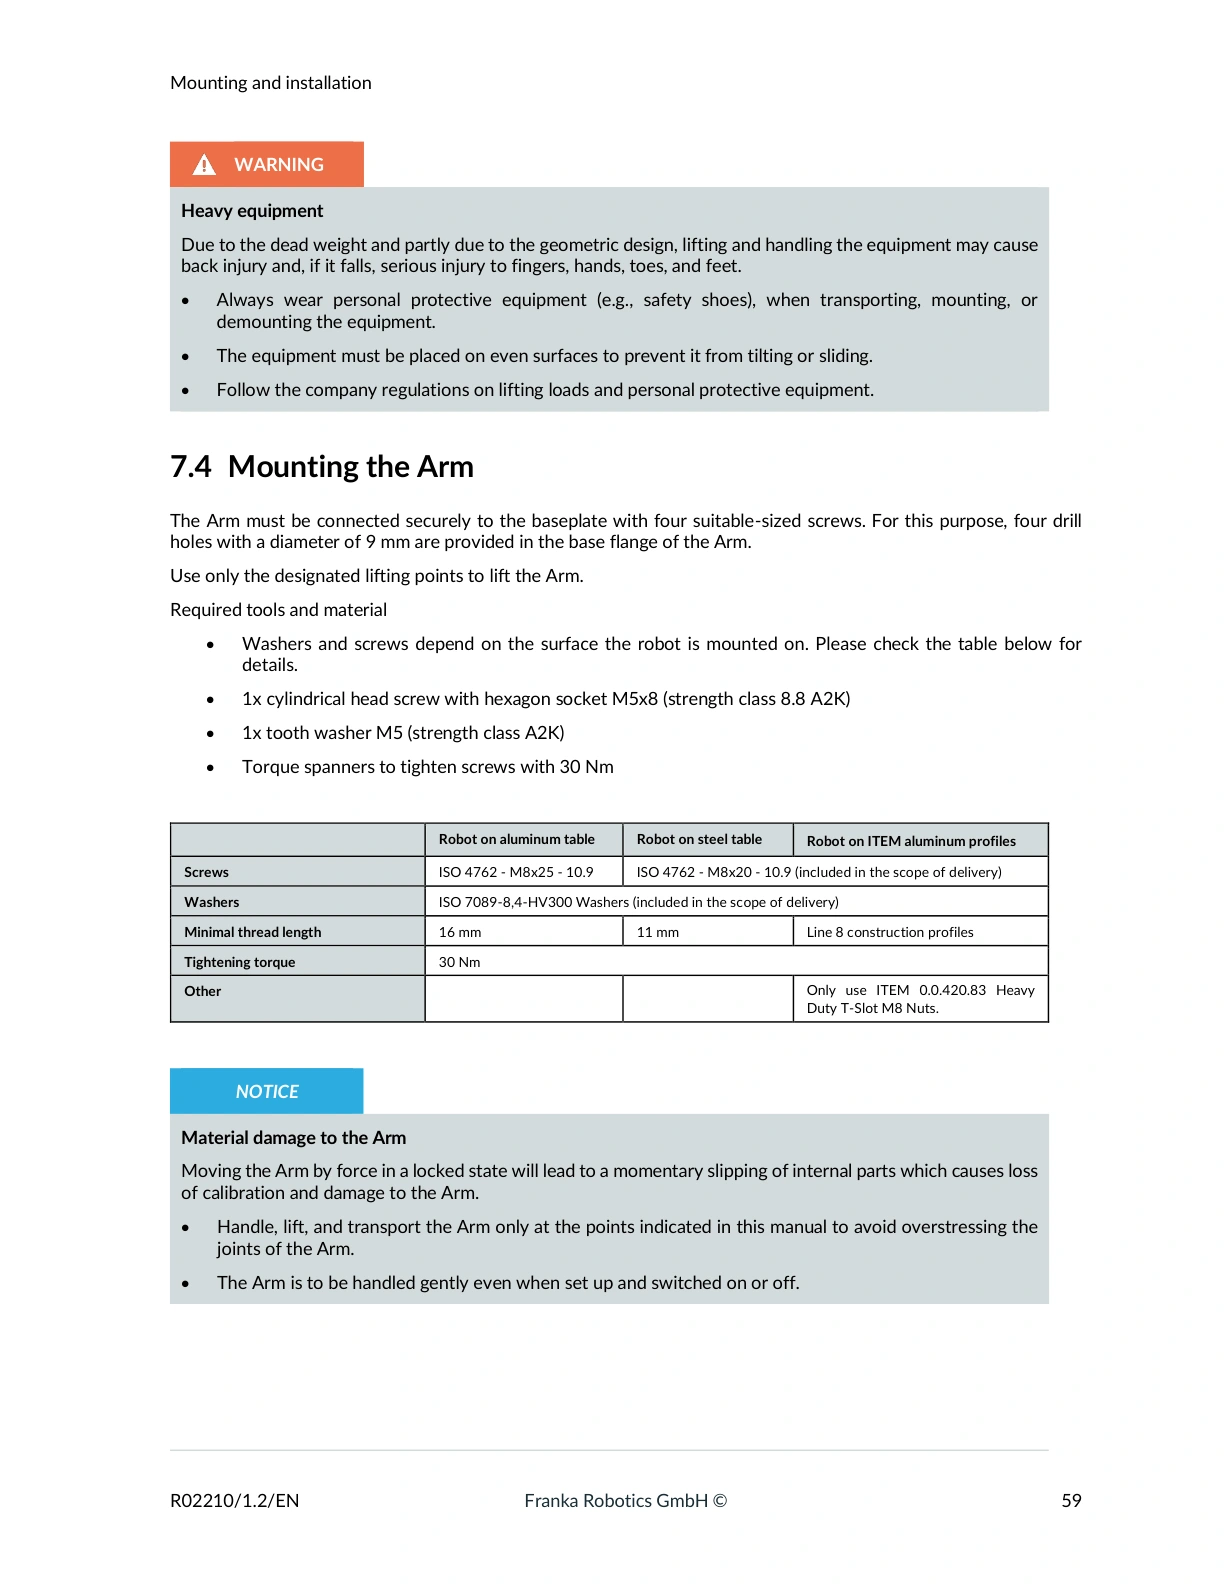 Mounting and installation
WARNING
Heavy equipment
Due to the dead weight and partly due to the geometric design, lifting and handling the equipment may cause
back injury and, if it falls, serious injury to fingers, hands, toes, and feet.
• Always wear personal protective equipment (e.g., safety shoes), when transporting, mounting, or
demounting the equipment.
• The equipment must be placed on even surfaces to prevent it from tilting or sliding.
• Follow the company regulations on lifting loads and personal protective equipment.
7.4 Mounting the Arm
The Arm must be connected securely to the baseplate with four suitable-sized screws. For this purpose, four drill
holes with a diameter of 9 mm are provided in the base flange of the Arm.
Use only the designated lifting points to lift the Arm.
Required tools and material
• Washers and screws depend on the surface the robot is mounted on. Please check the table below for
details.
• 1x cylindrical head screw with hexagon socket M5x8 (strength class 8.8 A2K)
• 1x tooth washer M5 (strength class A2K)
• Torque spanners to tighten screws with 30 Nm
Robot on aluminum table Robot on steel table Robot on ITEM aluminum profiles
Screws ISO 4762 - M8x25 - 10.9 ISO 4762 - M8x20 - 10.9 (included in the scope of delivery)
Washers ISO 7089-8,4-HV300 Washers (included in the scope of delivery)
Minimal thread length 16 mm 11 mm Line 8 construction profiles
Tightening torque 30 Nm
Other Only use ITEM 0.0.420.83 Heavy
Duty T-Slot M8 Nuts.
NOTICE
Material damage to the Arm
Moving the Arm by force in a locked state will lead to a momentary slipping of internal parts which causes loss
of calibration and damage to the Arm.
• Handle, lift, and transport the Arm only at the points indicated in this manual to avoid overstressing the
joints of the Arm.
• The Arm is to be handled gently even when set up and switched on or off.
R02210/1.2/EN Franka Robotics GmbH © 59